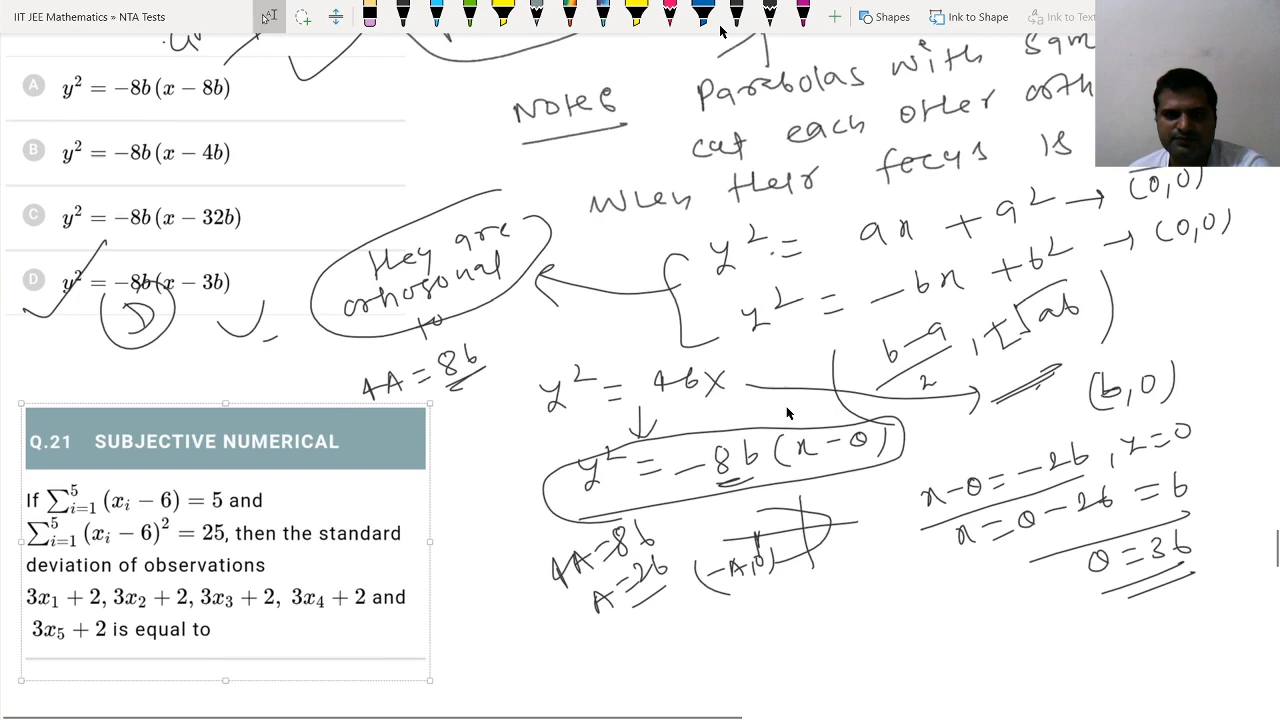 IIT JEE Mathematics » NTA Tests
Shapes
Ink to Shape
Ink to Text
A y² = −8b(x − 8b)
B y² = −8b(x − 4b)
C y² = −8b(x − 32b)
D y² = −8b(x − 3b)
D
they are
orthogonal
to
4A = 8b
Notes Parabolas with sam
cut each other orth
when their focus is
y² = ax + a² → (0,0)
y² = −bx + b² → (0,0)
(b−a/2, ±√ab)
y² = 4bx
(b,0)
y² = −8b(x−θ)
4A = 8b
A = 2b
(−A,0)
x−θ = −2b, y=0
x = θ − 2b = b
θ = 3b
Q.21 SUBJECTIVE NUMERICAL
If ∑⁵ᵢ₌₁ (xᵢ − 6) = 5 and
∑⁵ᵢ₌₁ (xᵢ − 6)² = 25, then the standard
deviation of observations
3x₁ + 2, 3x₂ + 2, 3x₃ + 2, 3x₄ + 2 and
3x₅ + 2 is equal to